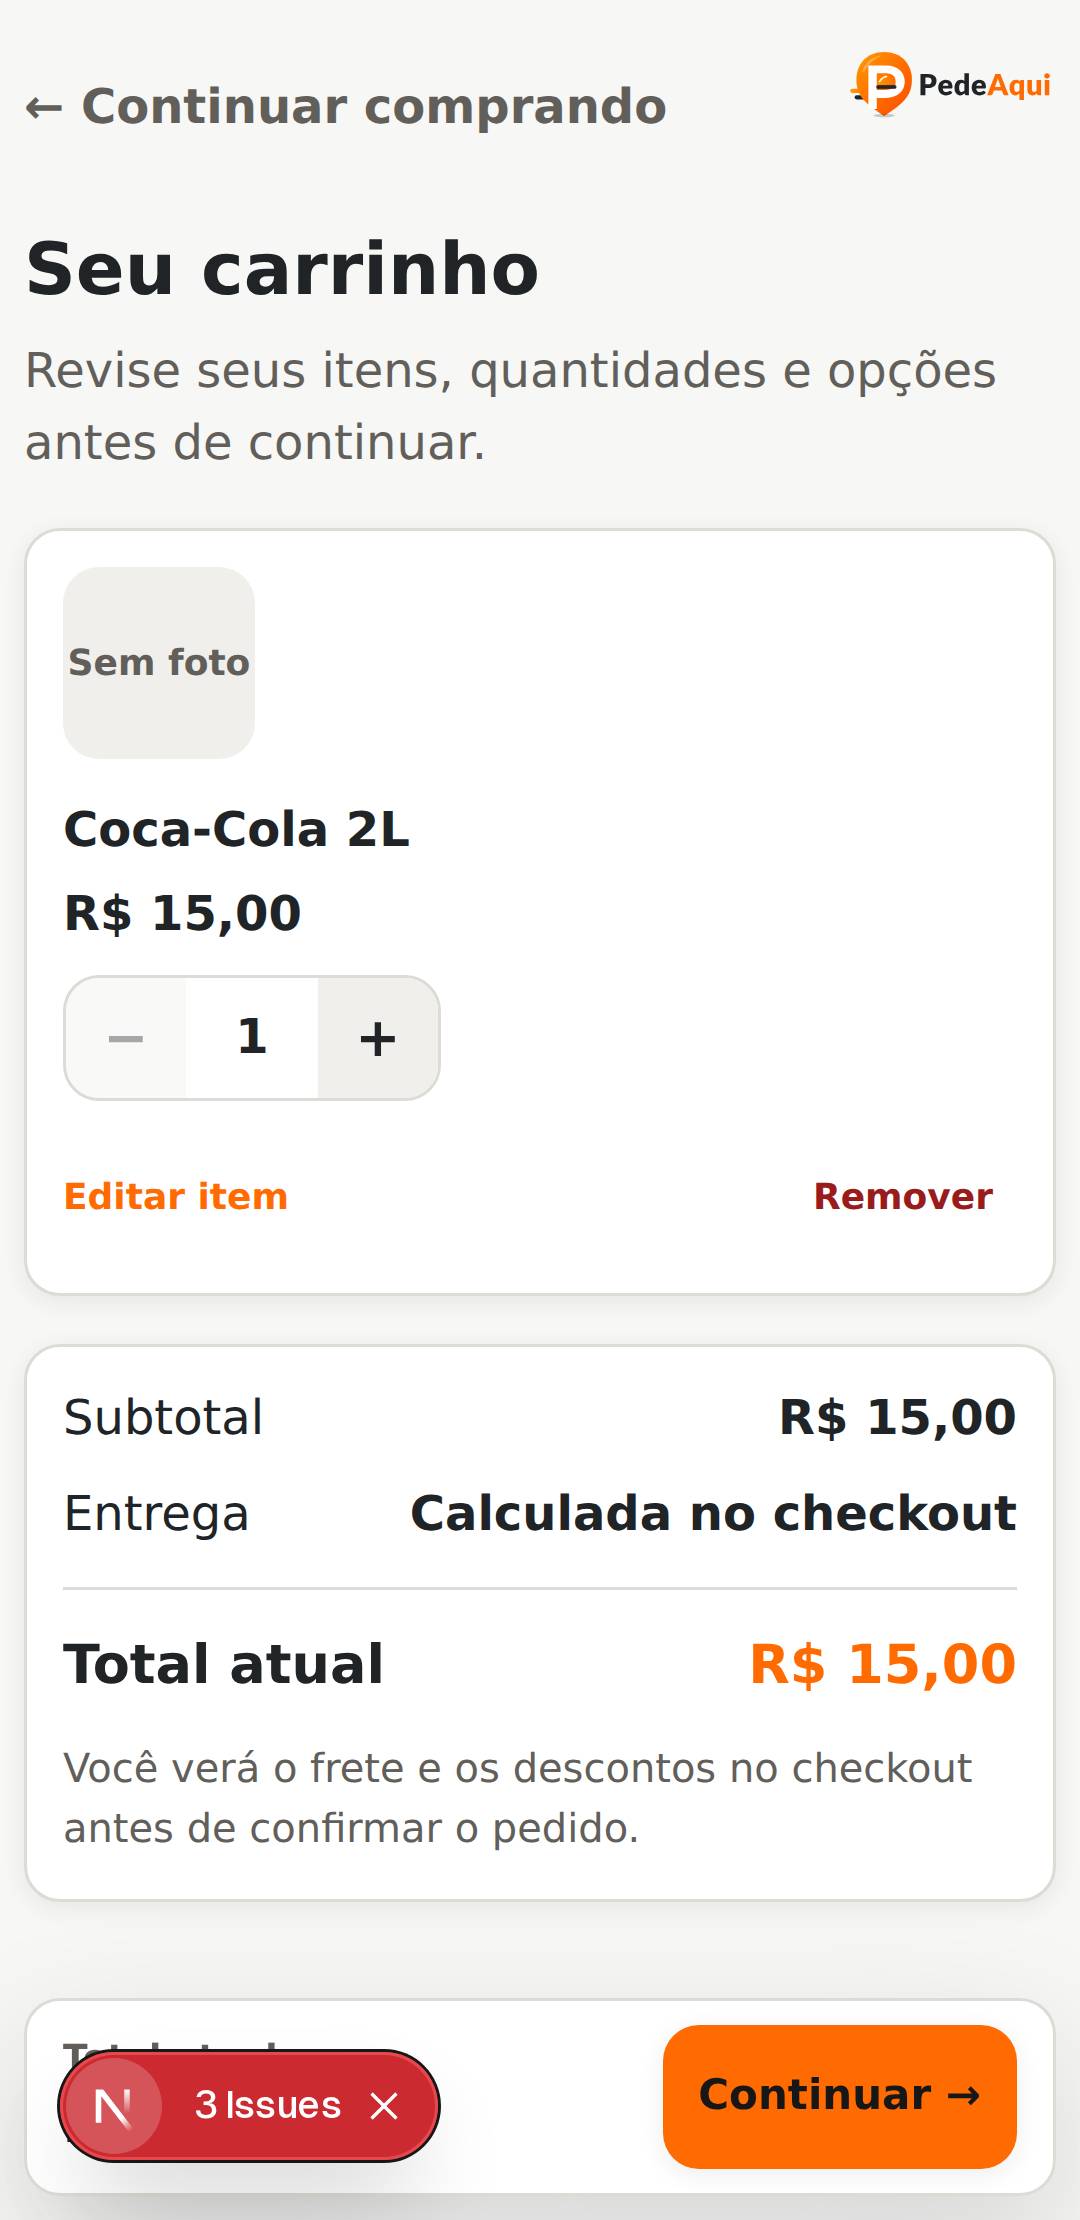 ← Continuar comprando
PedeAqui
Seu carrinho
Revise seus itens, quantidades e opções
antes de continuar.
Sem foto
Coca-Cola 2L
R$ 15,00
− 1 +
Editar item
Remover
Subtotal
R$ 15,00
Entrega
Calculada no checkout
Total atual
R$ 15,00
Você verá o frete e os descontos no checkout
antes de confirmar o pedido.
3 Issues ×
Continuar →